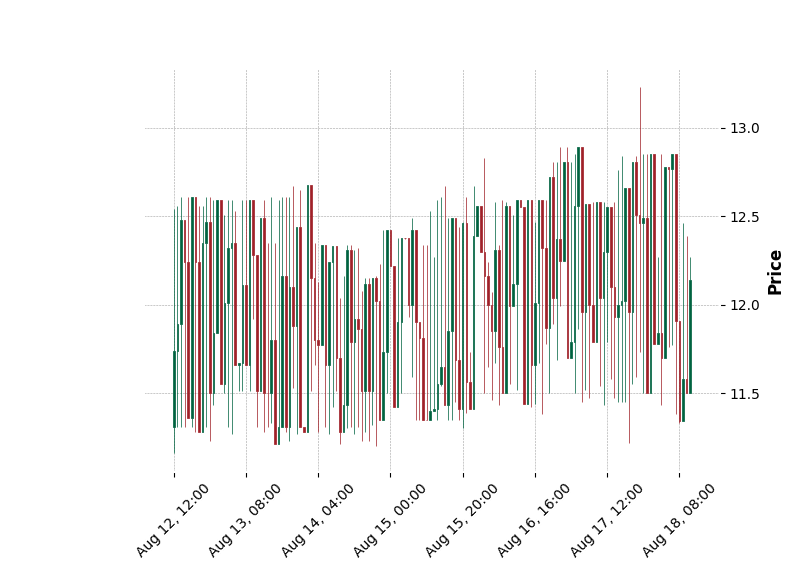 13.0
12.5
12.0
11.5
Price
Aug 12, 12:00
Aug 13, 08:00
Aug 14, 04:00
Aug 15, 00:00
Aug 15, 20:00
Aug 16, 16:00
Aug 17, 12:00
Aug 18, 08:00